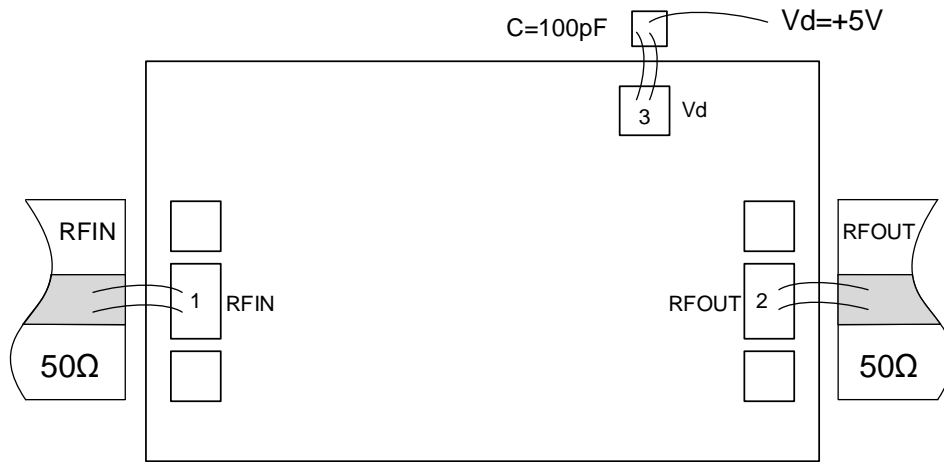 C=100pF
Vd=+5V
3
Vd
RFIN
RFOUT
1
RFIN
RFOUT
2
50Ω
50Ω